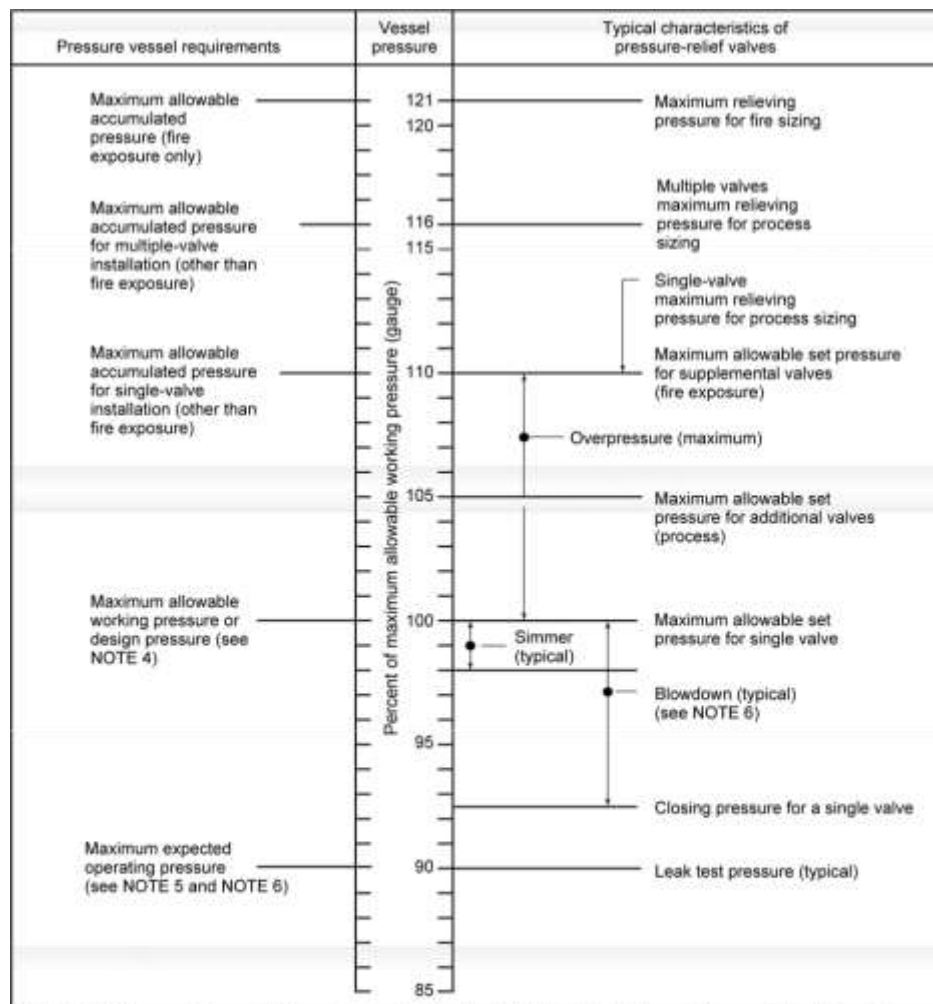 Pressure vessel requirements
Vessel
pressure
Typical characteristics of
pressure-relief valves
Maximum allowable
accumulated
pressure (fire
exposure only)
Maximum allowable
accumulated pressure
for multiple-valve
installation (other than
fire exposure)
Maximum allowable
accumulated pressure
for single-valve
installation (other than
fire exposure)
Maximum allowable
working pressure or
design pressure (see
NOTE 4)
Maximum expected
operating pressure
(see NOTE 5 and NOTE 6)
Percent of maximum allowable working pressure (gauge)
121
120
116
115
110
105
100
95
90
85
Maximum relieving
pressure for fire sizing
Multiple valves
maximum relieving
pressure for process
sizing
Single-valve
maximum relieving
pressure for process sizing
Maximum allowable set pressure
for supplemental valves
(fire exposure)
Overpressure (maximum)
Maximum allowable set
pressure for additional valves
(process)
Maximum allowable set
pressure for single valve
Simmer
(typical)
Blowdown (typical)
(see NOTE 6)
Closing pressure for a single valve
Leak test pressure (typical)